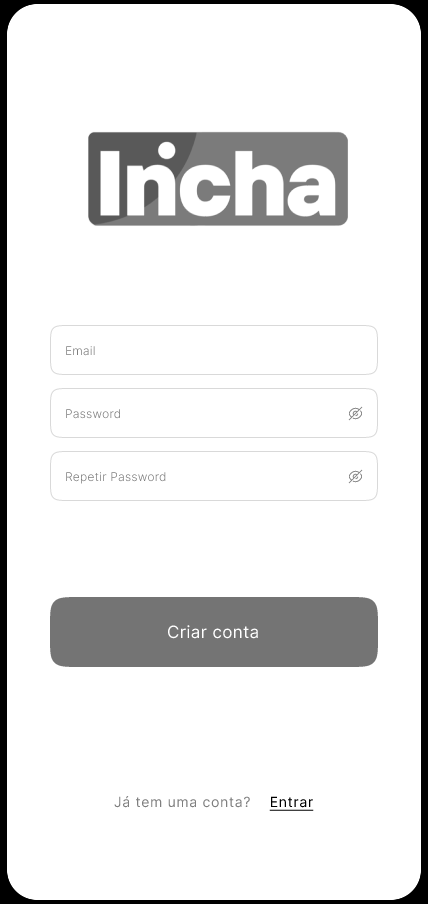 Incha
Email
Password
Repetir Password
Criar conta
Já tem uma conta? Entrar